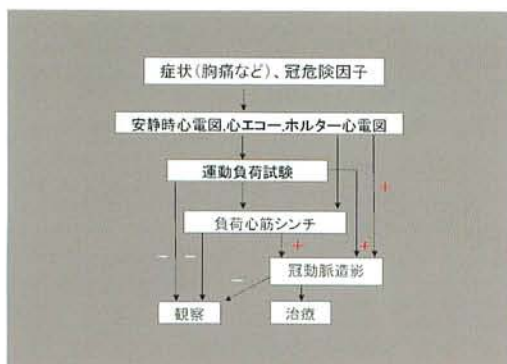 症状(胸痛など)、冠危険因子
安静時心電図,心エコー,ホルター心電図
運動負荷試験
+
負荷心筋シンチ
− − + +
冠動脈造影
−
観察 治療